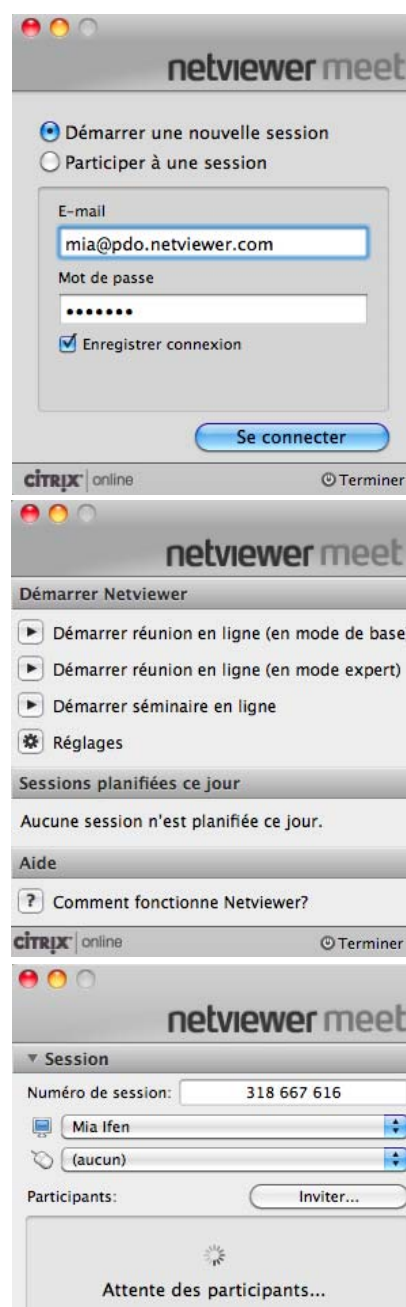 netviewer meet
Démarrer une nouvelle session
Participer à une session
E-mail
mia@pdo.netviewer.com
Mot de passe
•••••••
Enregistrer connexion
Se connecter
CITRIX online
Terminer
netviewer meet
Démarrer Netviewer
Démarrer réunion en ligne (en mode de base
Démarrer réunion en ligne (en mode expert)
Démarrer séminaire en ligne
Réglages
Sessions planifiées ce jour
Aucune session n'est planifiée ce jour.
Aide
? Comment fonctionne Netviewer?
CITRIX online
Terminer
netviewer meet
Session
Numéro de session: 318 667 616
Mia Ifen
(aucun)
Participants: Inviter...
Attente des participants...